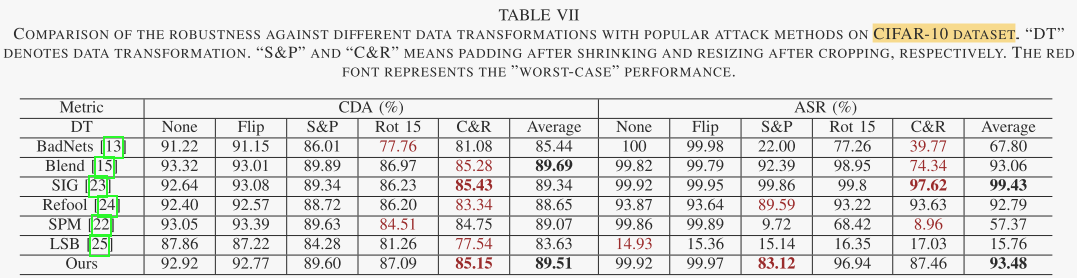 TABLE VII
COMPARISON OF THE ROBUSTNESS AGAINST DIFFERENT DATA TRANSFORMATIONS WITH POPULAR ATTACK METHODS ON CIFAR-10 DATASET. “DT”
DENOTES DATA TRANSFORMATION. “S&P” AND “C&R” MEANS PADDING AFTER SHRINKING AND RESIZING AFTER CROPPING, RESPECTIVELY. THE RED
FONT REPRESENTS THE ”WORST-CASE” PERFORMANCE.
Metric CDA (%) ASR (%)
DT None Flip S&P Rot 15 C&R Average None Flip S&P Rot 15 C&R Average
BadNets [13] 91.22 91.15 86.01 77.76 81.08 85.44 100 99.98 22.00 77.26 39.77 67.80
Blend [15] 93.32 93.01 89.89 86.97 85.28 89.69 99.82 99.79 92.39 98.95 74.34 93.06
SIG [23] 92.64 93.08 89.34 86.23 85.43 89.34 99.92 99.95 99.86 99.8 97.62 99.43
Refool [24] 92.40 92.57 88.72 86.20 83.34 88.65 93.87 93.64 89.59 93.22 93.63 92.79
SPM [22] 93.05 93.39 89.63 84.51 84.75 89.07 99.86 99.89 9.72 68.42 8.96 57.37
LSB [25] 87.86 87.22 84.28 81.26 77.54 83.63 14.93 15.36 15.14 16.35 17.03 15.76
Ours 92.92 92.77 89.60 87.09 85.15 89.51 99.92 99.97 83.12 96.94 87.46 93.48